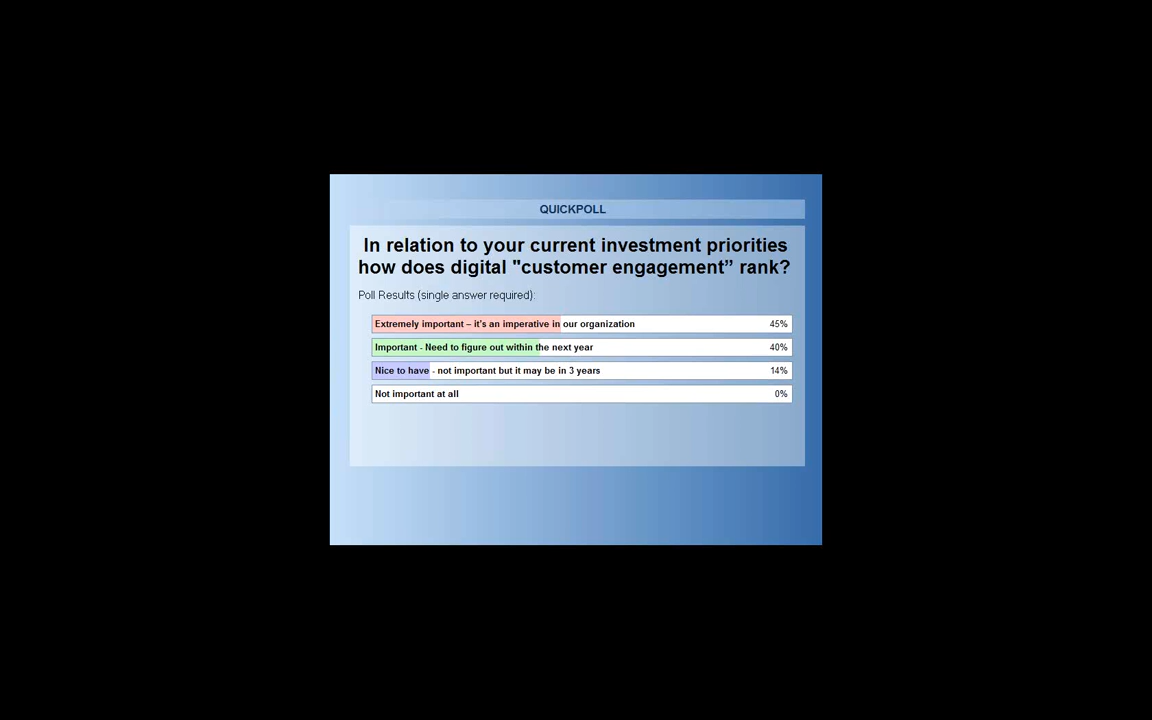 QUICKPOLL
In relation to your current investment priorities
how does digital "customer engagement” rank?
Poll Results (single answer required):
Extremely important – it's an imperative in our organization 45%
Important - Need to figure out within the next year 40%
Nice to have - not important but it may be in 3 years 14%
Not important at all 0%